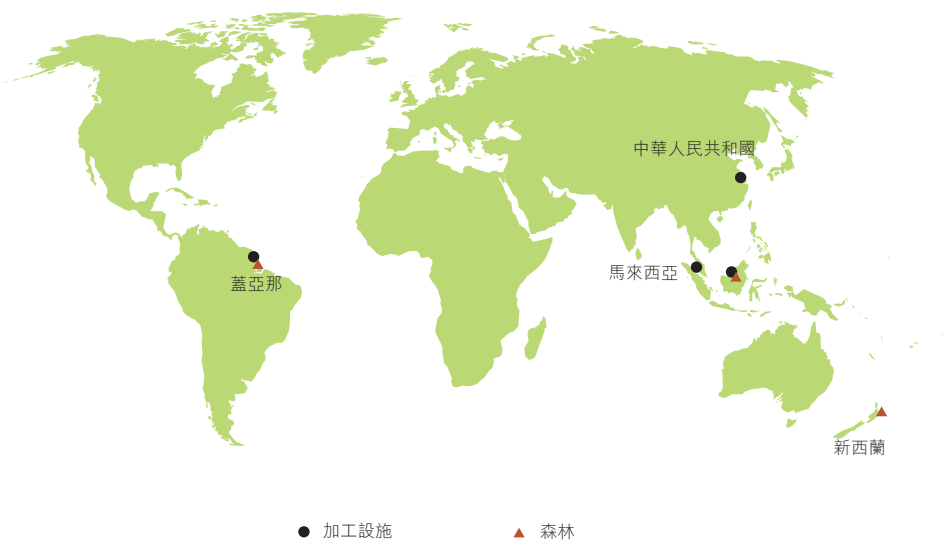 中華人民共和國
馬來西亞
蓋亞那
新西蘭
加工設施
森林